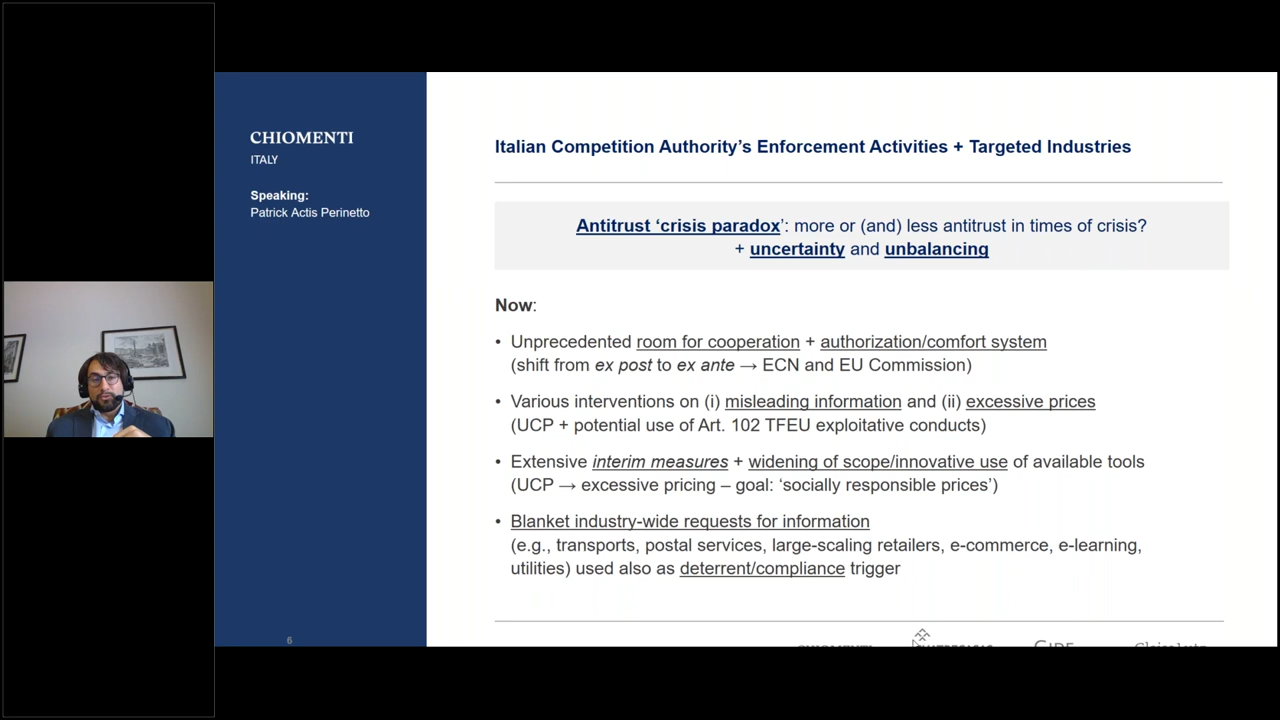 CHIOMENTI
ITALY
Speaking:
Patrick Actis Perinetto
Italian Competition Authority’s Enforcement Activities + Targeted Industries
Antitrust ‘crisis paradox’: more or (and) less antitrust in times of crisis?
+ uncertainty and unbalancing
Now:
• Unprecedented room for cooperation + authorization/comfort system
(shift from ex post to ex ante → ECN and EU Commission)
• Various interventions on (i) misleading information and (ii) excessive prices
(UCP + potential use of Art. 102 TFEU exploitative conducts)
• Extensive interim measures + widening of scope/innovative use of available tools
(UCP → excessive pricing – goal: ‘socially responsible prices’)
• Blanket industry-wide requests for information
(e.g., transports, postal services, large-scaling retailers, e-commerce, e-learning,
utilities) used also as deterrent/compliance trigger
6
CHIOMENTI